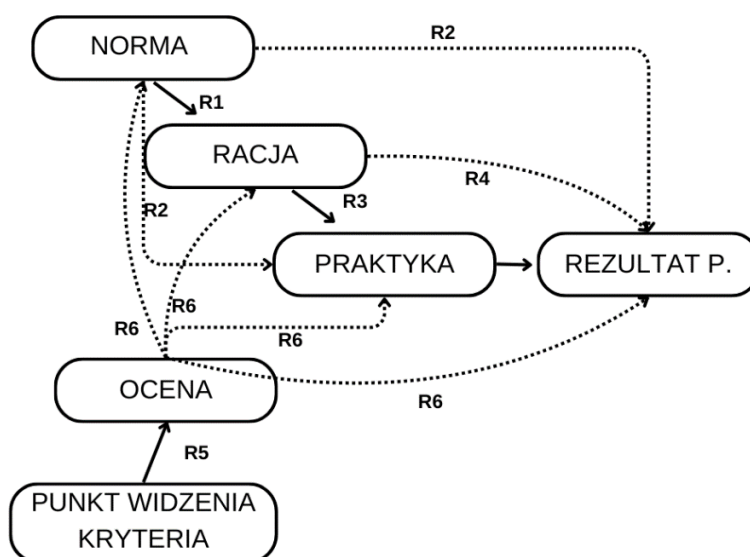 NORMA
R2
R1
RACJA
R4
R3
R2
PRAKTYKA
REZULTAT P.
R6
R6
R6
OCENA
R6
R5
PUNKT WIDZENIA
KRYTERIA